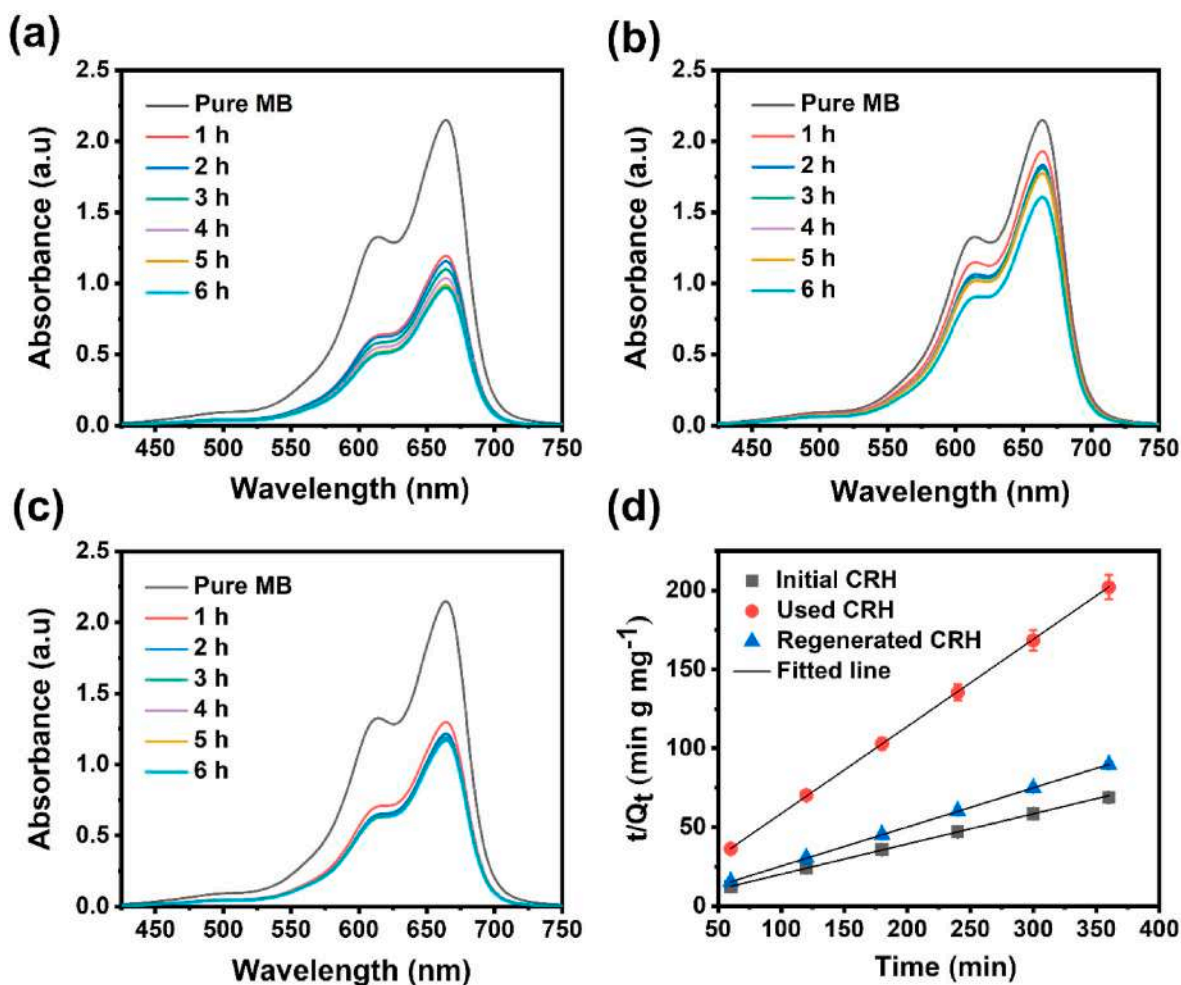 (a)
2.5
2.0
1.5
1.0
0.5
0.0
Absorbance (a.u)
Pure MB
1 h
2 h
3 h
4 h
5 h
6 h
450 500 550 600 650 700 750
Wavelength (nm)
(b)
2.5
2.0
1.5
1.0
0.5
0.0
Absorbance (a.u)
Pure MB
1 h
2 h
3 h
4 h
5 h
6 h
450 500 550 600 650 700 750
Wavelength (nm)
(c)
2.5
2.0
1.5
1.0
0.5
0.0
Absorbance (a.u)
Pure MB
1 h
2 h
3 h
4 h
5 h
6 h
450 500 550 600 650 700 750
Wavelength (nm)
(d)
200
150
100
50
0
t/Qt (min g mg-1)
Initial CRH
Used CRH
Regenerated CRH
Fitted line
50 100 150 200 250 300 350 400
Time (min)